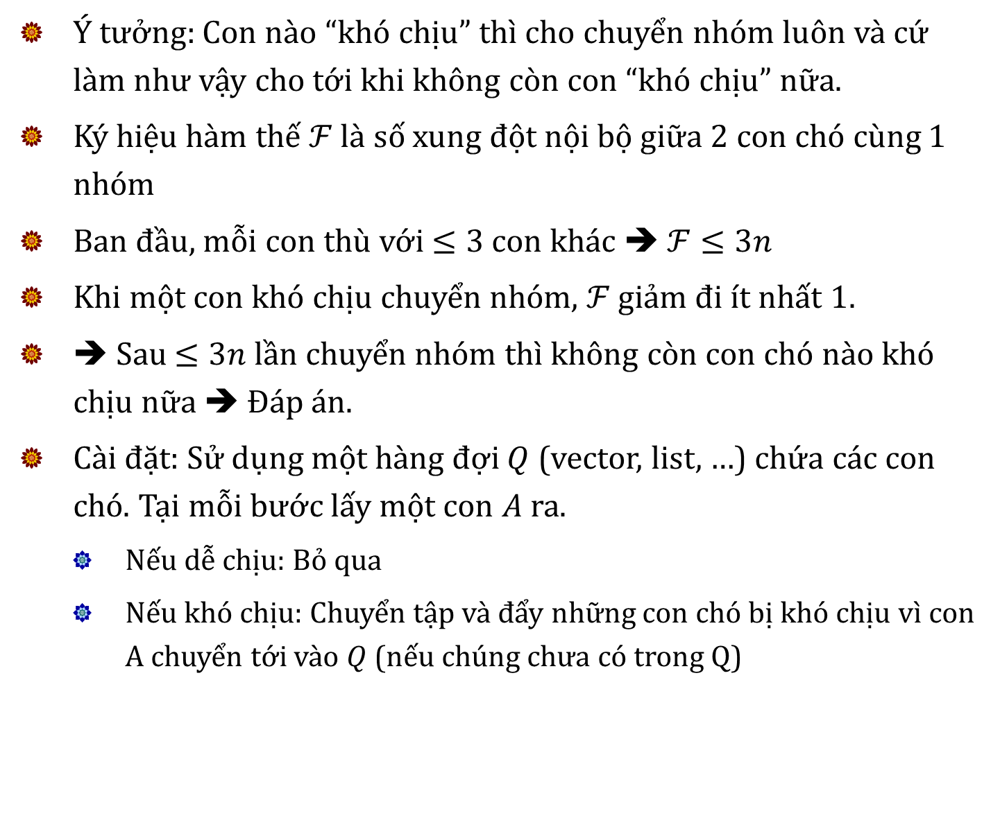 Ý tưởng: Con nào “khó chịu” thì cho chuyển nhóm luôn và cứ
làm như vậy cho tới khi không còn con “khó chịu” nữa.
Ký hiệu hàm thế ℱ là số xung đột nội bộ giữa 2 con chó cùng 1
nhóm
Ban đầu, mỗi con thù với ≤ 3 con khác 🡺 ℱ ≤ 3𝑛
Khi một con khó chịu chuyển nhóm, ℱ giảm đi ít nhất 1.
🡺 Sau ≤ 3𝑛 lần chuyển nhóm thì không còn con chó nào khó
chịu nữa 🡺 Đáp án.
Cài đặt: Sử dụng một hàng đợi 𝑄 (vector, list, …) chứa các con
chó. Tại mỗi bước lấy một con 𝐴 ra.
Nếu dễ chịu: Bỏ qua
Nếu khó chịu: Chuyển tập và đẩy những con chó bị khó chịu vì con
A chuyển tới vào 𝑄 (nếu chúng chưa có trong Q)